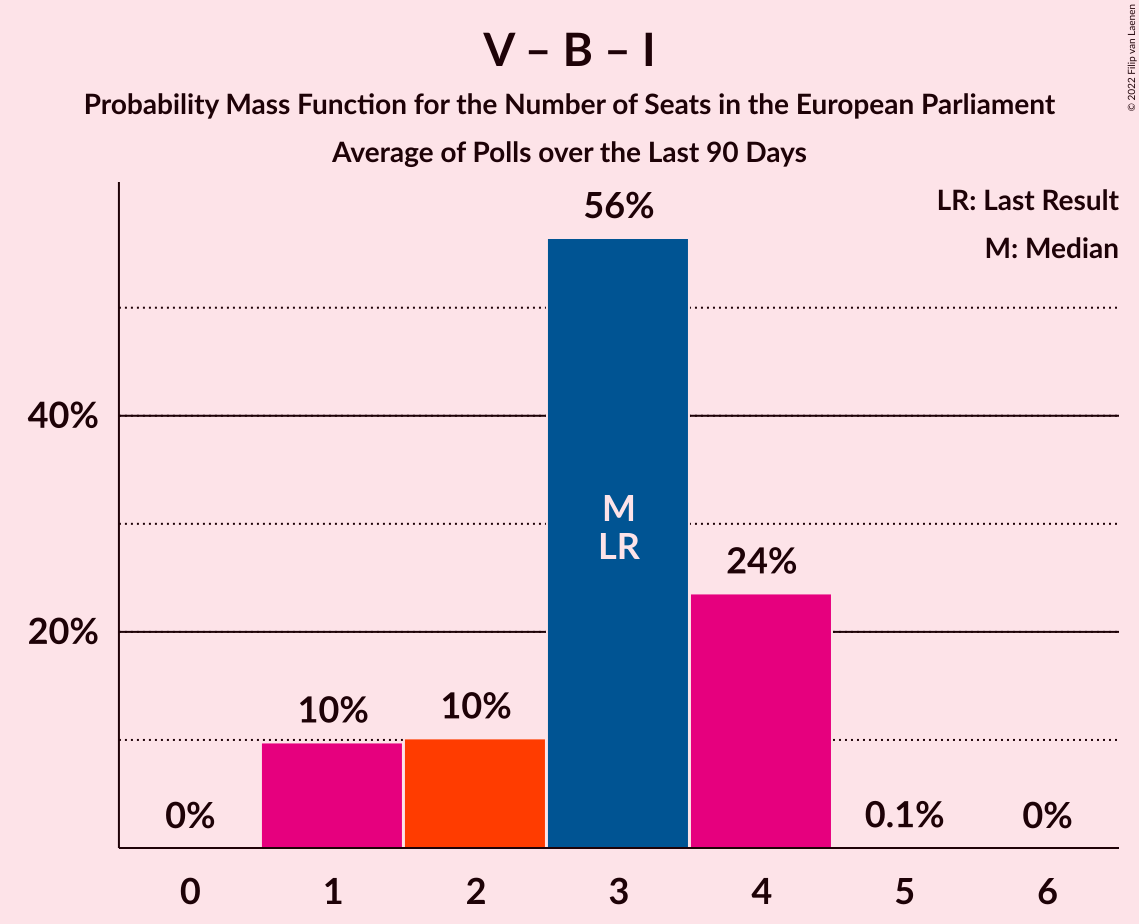 V – B – I
Probability Mass Function for the Number of Seats in the European Parliament
Average of Polls over the Last 90 Days
© 2022 Filip van Laenen
LR: Last Result
M: Median
56%
40%
M
LR
24%
20%
10%
10%
0%
0.1%
0%
0
1
2
3
4
5
6